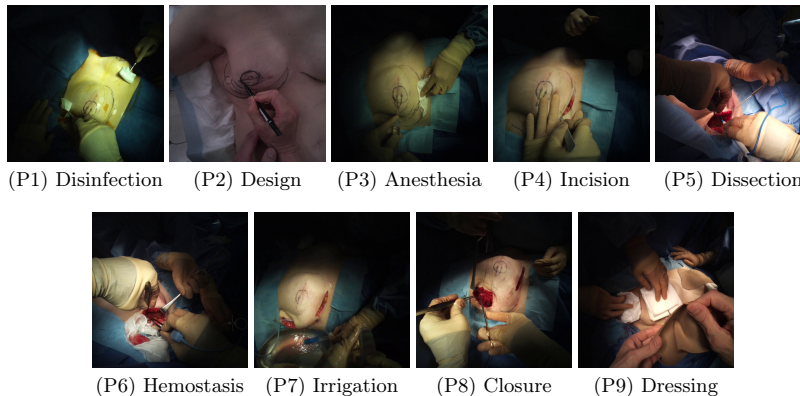 (P1) Disinfection
(P2) Design
(P3) Anesthesia
(P4) Incision
(P5) Dissection
(P6) Hemostasis
(P7) Irrigation
(P8) Closure
(P9) Dressing